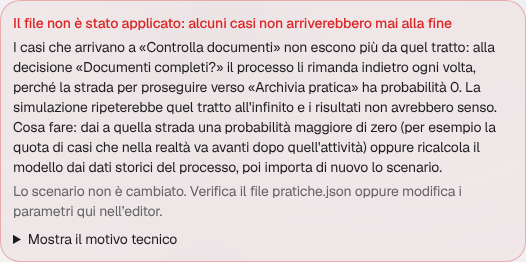 Il file non è stato applicato: alcuni casi non arriverebbero mai alla fine
I casi che arrivano a «Controlla documenti» non escono più da quel tratto: alla
decisione «Documenti completi?» il processo li rimanda indietro ogni volta,
perché la strada per proseguire verso «Archivia pratica» ha probabilità 0. La
simulazione ripeterebbe quel tratto all'infinito e i risultati non avrebbero senso.
Cosa fare: dai a quella strada una probabilità maggiore di zero (per esempio la
quota di casi che nella realtà va avanti dopo quell'attività) oppure ricalcola il
modello dai dati storici del processo, poi importa di nuovo lo scenario.
Lo scenario non è cambiato. Verifica il file pratiche.json oppure modifica i
parametri qui nell'editor.
▶ Mostra il motivo tecnico